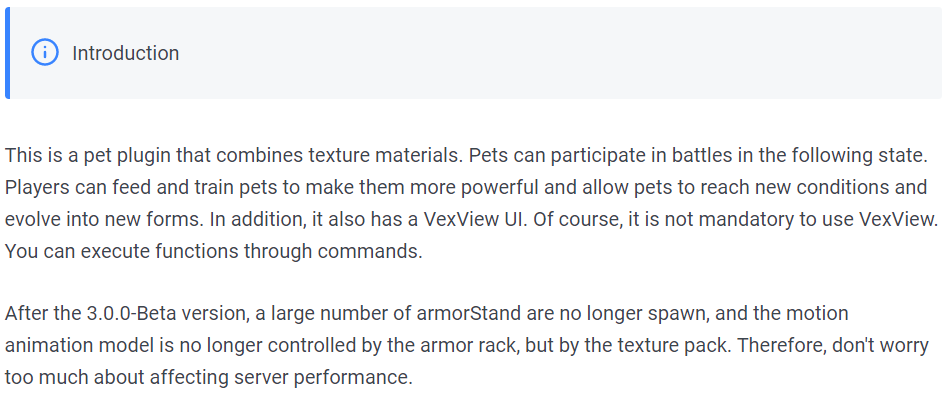 Introduction
This is a pet plugin that combines texture materials. Pets can participate in battles in the following state.
Players can feed and train pets to make them more powerful and allow pets to reach new conditions and
evolve into new forms. In addition, it also has a VexView UI. Of course, it is not mandatory to use VexView.
You can execute functions through commands.
After the 3.0.0-Beta version, a large number of armorStand are no longer spawn, and the motion
animation model is no longer controlled by the armor rack, but by the texture pack. Therefore, don't worry
too much about affecting server performance.